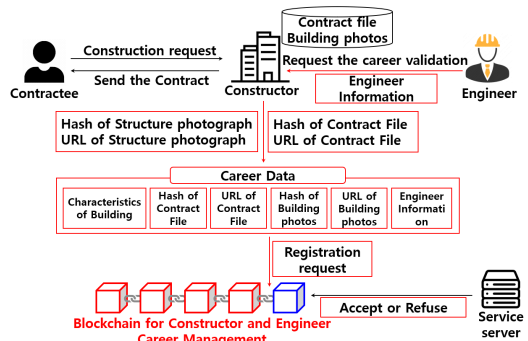 Contract file
Building photos
Construction request
Send the Contract
Request the career validation
Engineer
Information
Contractee
Constructor
Engineer
Hash of Structure photograph
URL of Structure photograph
Hash of Contract File
URL of Contract File
Career Data
Characteristics
of Building
Hash of
Contract
File
URL of
Contract
File
Hash of
Building
photos
URL of
Building
photos
Engineer
Informati
on
Registration
request
Accept or Refuse
Service
server
Blockchain for Constructor and Engineer
Career Management